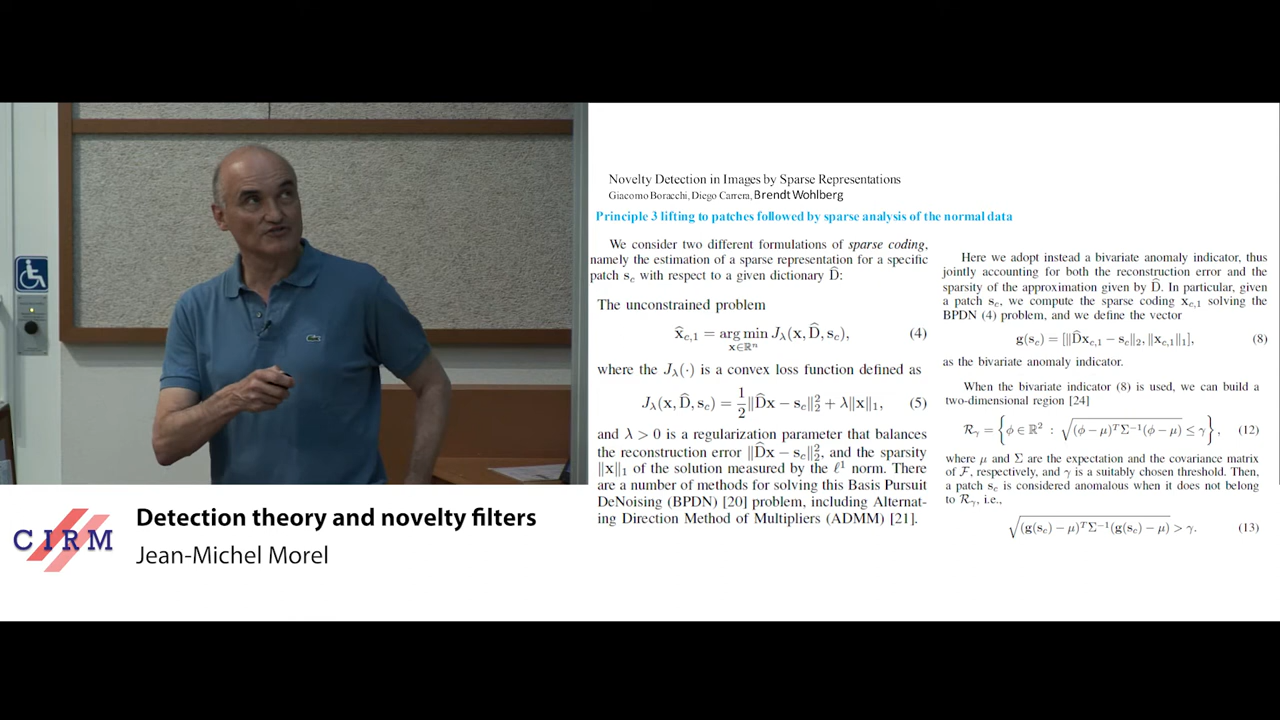 Novelty Detection in Images by Sparse Representations
Giacomo Boracchi, Diego Carrera, Brendt Wohlberg
Principle 3 lifting to patches followed by sparse analysis of the normal data
We consider two different formulations of sparse coding,
namely the estimation of a sparse representation for a specific
patch s_c with respect to a given dictionary D̂:
The unconstrained problem
x̂_{c,1} = arg min_{x∈ℝⁿ} J_λ(x, D̂, s_c), (4)
where the J_λ(·) is a convex loss function defined as
J_λ(x, D̂, s_c) = 1/2 ‖D̂x − s_c‖₂² + λ‖x‖₁, (5)
and λ > 0 is a regularization parameter that balances
the reconstruction error ‖D̂x − s_c‖₂², and the sparsity
‖x‖₁ of the solution measured by the ℓ¹ norm. There
are a number of methods for solving this Basis Pursuit
DeNoising (BPDN) [20] problem, including Alternat-
ing Direction Method of Multipliers (ADMM) [21].
Here we adopt instead a bivariate anomaly indicator, thus
jointly accounting for both the reconstruction error and the
sparsity of the approximation given by D̂. In particular, given
a patch s_c, we compute the sparse coding x_{c,1} solving the
BPDN (4) problem, and we define the vector
g(s_c) = [‖D̂x_{c,1} − s_c‖₂, ‖x_{c,1}‖₁], (8)
as the bivariate anomaly indicator.
When the bivariate indicator (8) is used, we can build a
two-dimensional region [24]
R_γ = {φ ∈ ℝ² : √((φ − μ)ᵀΣ⁻¹(φ − μ)) ≤ γ}, (12)
where μ and Σ are the expectation and the covariance matrix
of F, respectively, and γ is a suitably chosen threshold. Then,
a patch s_c is considered anomalous when it does not belong
to R_γ, i.e.,
√((g(s_c) − μ)ᵀΣ⁻¹(g(s_c) − μ)) > γ. (13)
CIRM
Detection theory and novelty filters
Jean-Michel Morel